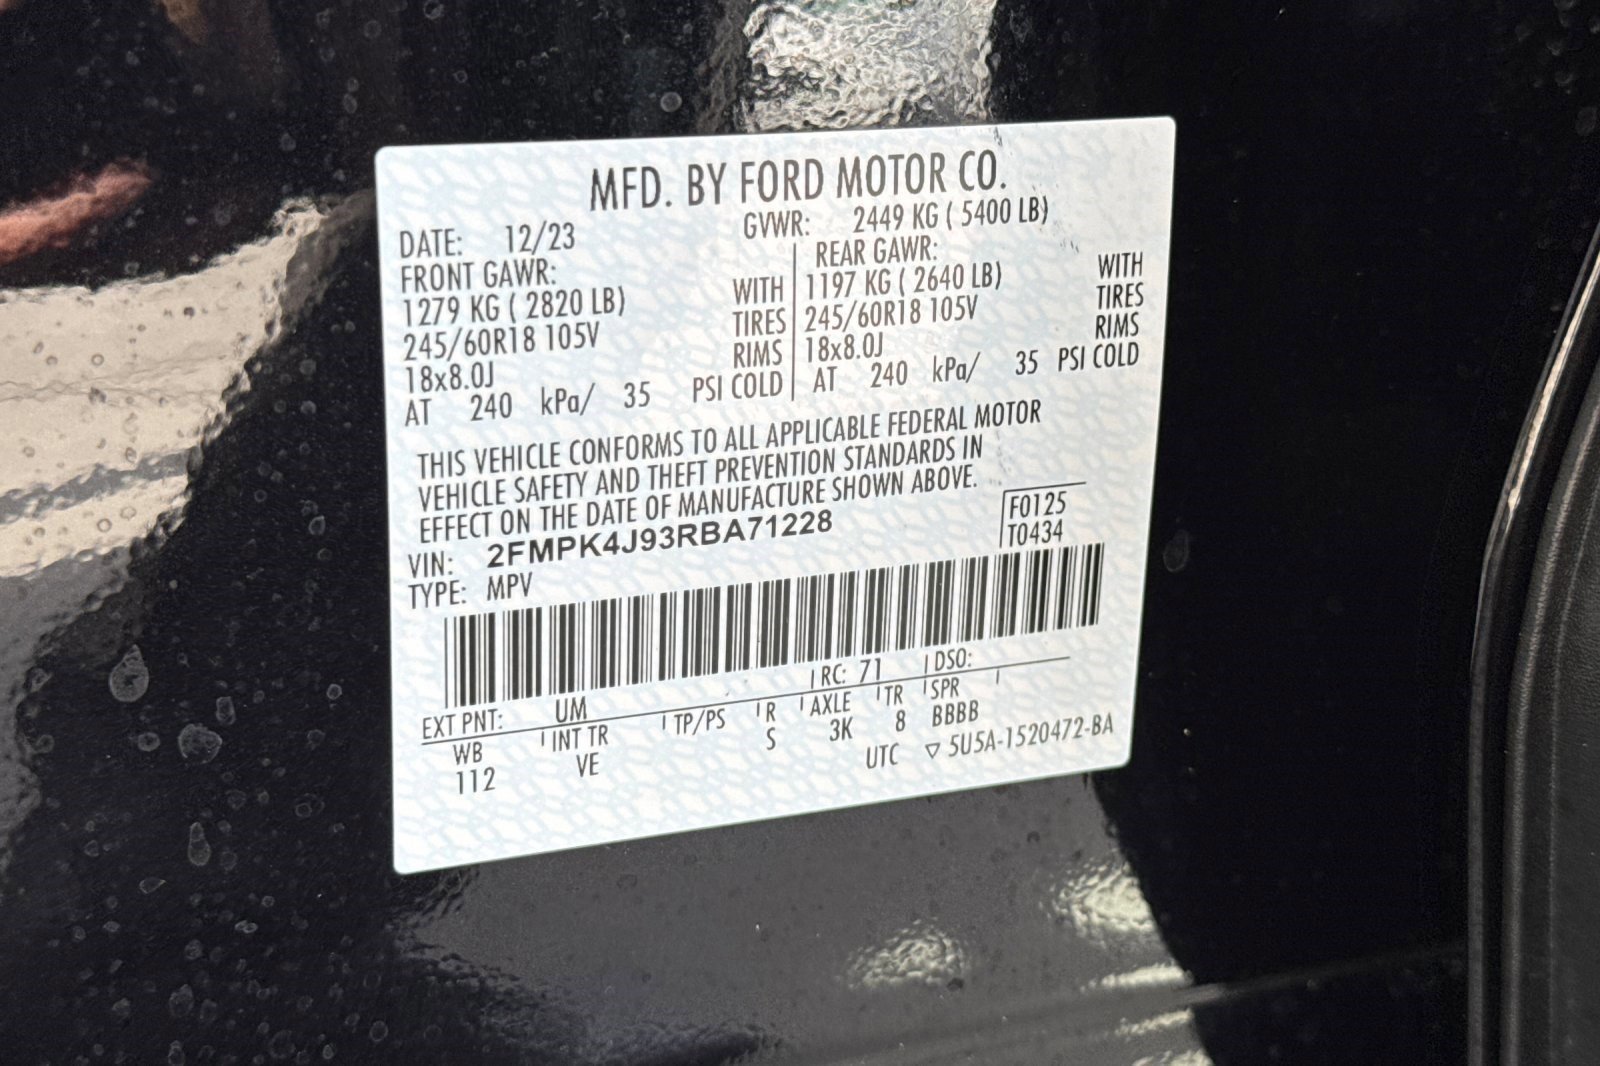 MFD. BY FORD MOTOR CO.
DATE: 12/23 GVWR: 2449 KG ( 5400 LB)
FRONT GAWR: REAR GAWR:
1279 KG ( 2820 LB) WITH 1197 KG ( 2640 LB) WITH
245/60R18 105V TIRES 245/60R18 105V TIRES
18x8.0J RIMS 18x8.0J RIMS
AT 240 kPa/ 35 PSI COLD AT 240 kPa/ 35 PSI COLD
THIS VEHICLE CONFORMS TO ALL APPLICABLE FEDERAL MOTOR
VEHICLE SAFETY AND THEFT PREVENTION STANDARDS IN
EFFECT ON THE DATE OF MANUFACTURE SHOWN ABOVE.
VIN: 2FMPK4J93RBA71228 F0125
TYPE: MPV T0434
EXT PNT: UM RC: 71 DSO:
WB INT TR TP/PS R AXLE TR SPR
112 VE S 3K 8 BBBB
UTC ▽ 5U5A-1520472-BA